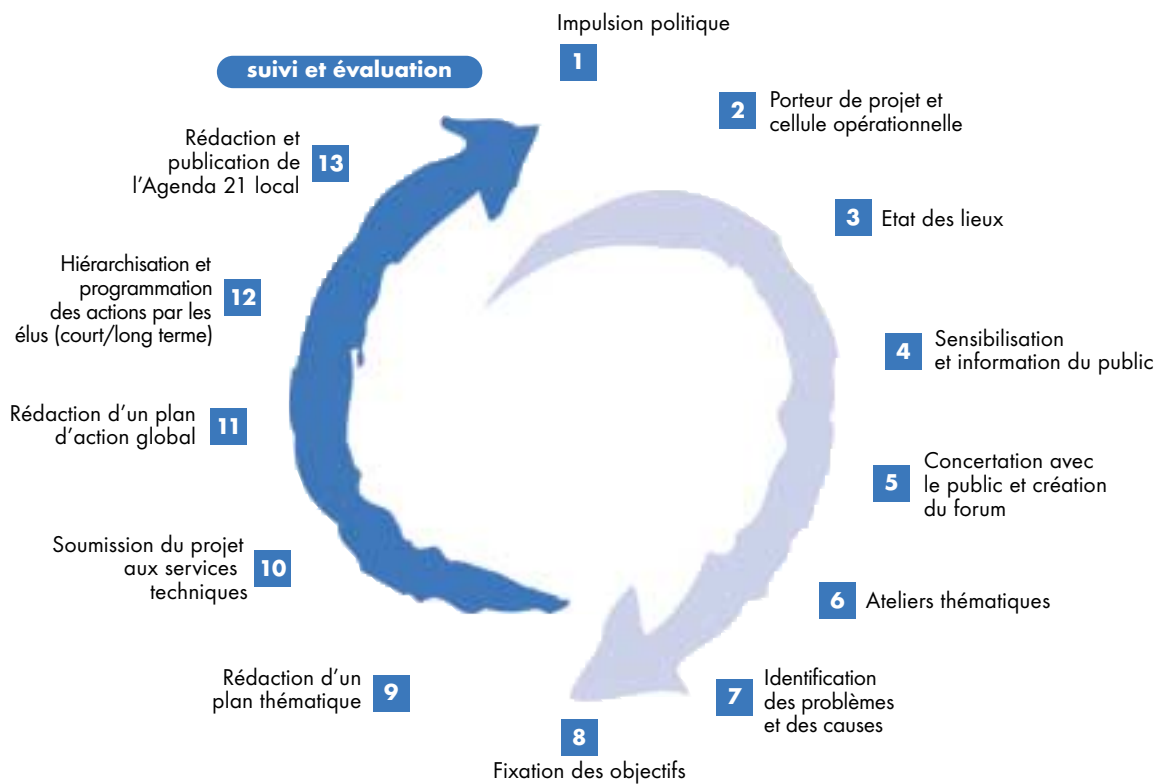 Impulsion politique
1
suivi et évaluation
2
Porteur de projet et
cellule opérationnelle
3
Etat des lieux
4
Sensibilisation
et information du public
5
Concertation avec
le public et création
du forum
6
Ateliers thématiques
7
Identification
des problèmes
et des causes
8
Fixation des objectifs
9
Rédaction d’un
plan thématique
10
Soumission du projet
aux services
techniques
11
Rédaction d’un plan
d’action global
12
Hiérarchisation et
programmation
des actions par les
élus (court/long terme)
13
Rédaction et
publication de
l’Agenda 21 local